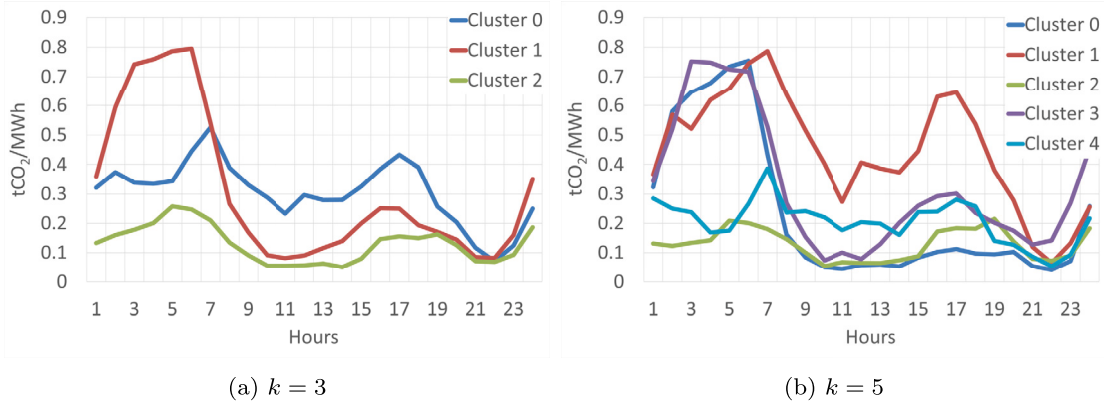 0.9
0.8
0.7
0.6
0.5
0.4
0.3
0.2
0.1
0
tCO₂/MWh
1 3 5 7 9 11 13 15 17 19 21 23
Hours
Cluster 0
Cluster 1
Cluster 2
(a) k = 3
0.9
0.8
0.7
0.6
0.5
0.4
0.3
0.2
0.1
0
tCO₂/MWh
1 3 5 7 9 11 13 15 17 19 21 23
Hours
Cluster 0
Cluster 1
Cluster 2
Cluster 3
Cluster 4
(b) k = 5